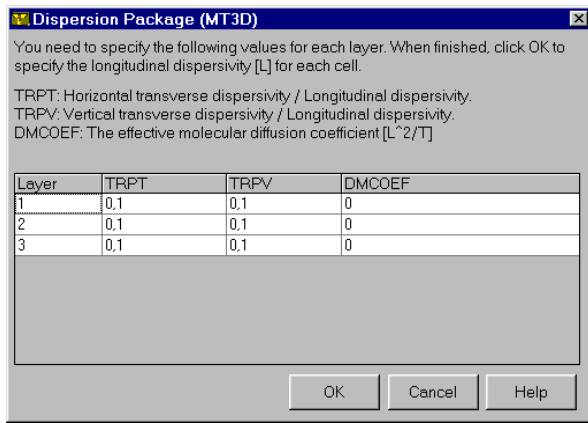 Dispersion Package (MT3D)
You need to specify the following values for each layer. When finished, click OK to
specify the longitudinal dispersivity [L] for each cell.
TRPT: Horizontal transverse dispersivity / Longitudinal dispersivity.
TRPV: Vertical transverse dispersivity / Longitudinal dispersivity.
DMCOEF: The effective molecular diffusion coefficient [L^2/T]
Layer TRPT TRPV DMCOEF
1 0,1 0,1 0
2 0,1 0,1 0
3 0,1 0,1 0
OK Cancel Help